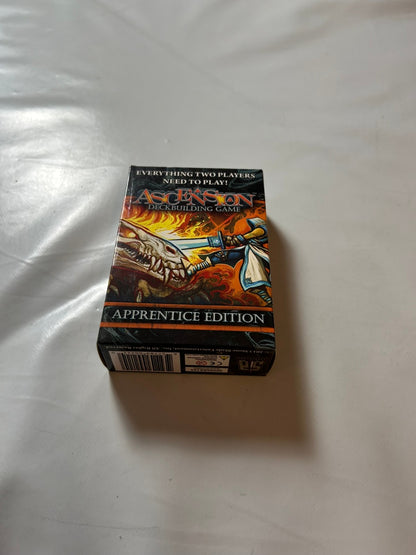 EVERYTHING TWO PLAYERS
NEED TO PLAY!
ASCENSION
DECKBUILDING GAME
APPRENTICE EDITION